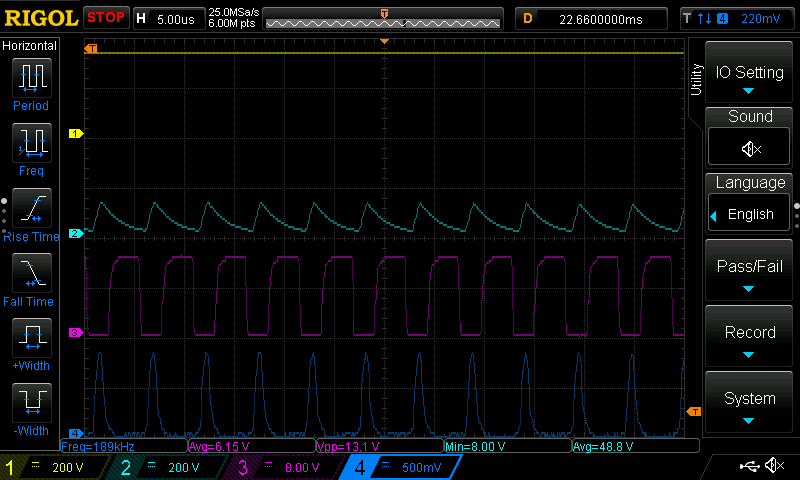 RIGOL STOP H 5.00us 25.0MSa/s 6.00M pts T D 22.6600000ms T 4 220mV
Horizontal
Period
Freq
Rise Time
Fall Time
+Width
-Width
T
1
2
3
4
T
Freq=189kHz Avg=6.15 V Vpp=13.1 V Min=8.00 V Avg=48.8 V
1 200 V 2 200 V 3 8.00 V 4 500mV
Utility
IO Setting
Sound
Language
English
Pass/Fail
Record
System